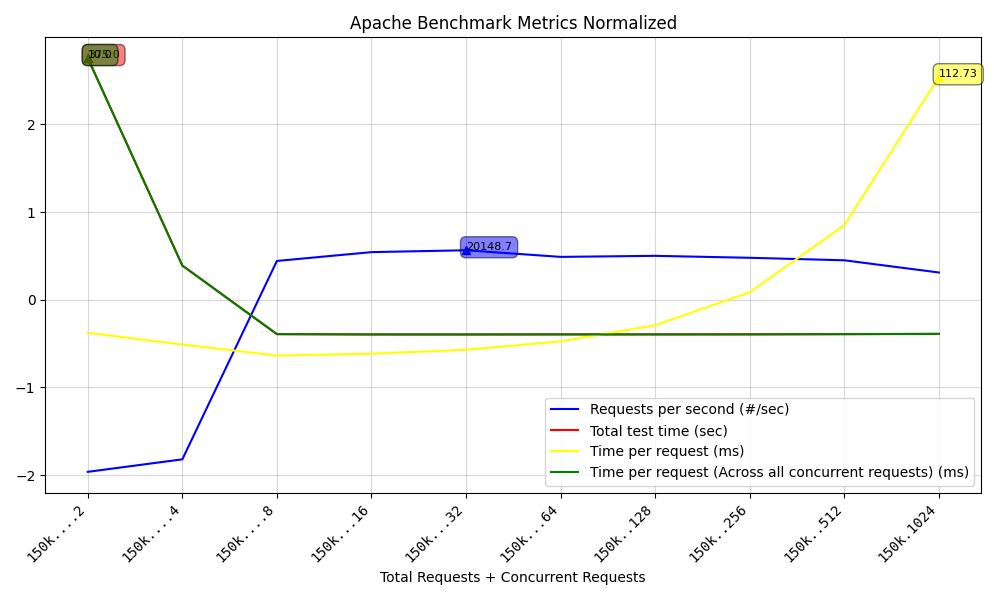 Apache Benchmark Metrics Normalized
112.73
20148.7
2
1
0
−1
−2
Requests per second (#/sec)
Total test time (sec)
Time per request (ms)
Time per request (Across all concurrent requests) (ms)
150k....2
150k....4
150k....8
150k...16
150k...32
150k...64
150k..128
150k..256
150k..512
150k.1024
Total Requests + Concurrent Requests